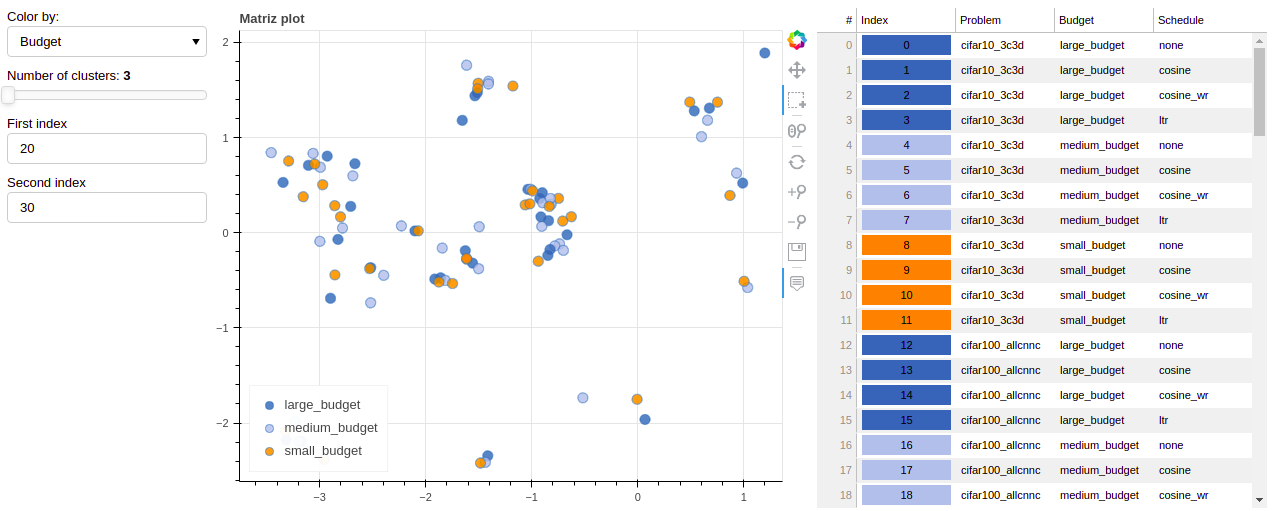 Color by:
Budget
Number of clusters: 3
First index
20
Second index
30
Matriz plot
2
1
0
−1
−2
−3
−2
−1
0
1
large_budget
medium_budget
small_budget
# Index Problem Budget Schedule
0 0 cifar10_3c3d large_budget none
1 1 cifar10_3c3d large_budget cosine
2 2 cifar10_3c3d large_budget cosine_wr
3 3 cifar10_3c3d large_budget ltr
4 4 cifar10_3c3d medium_budget none
5 5 cifar10_3c3d medium_budget cosine
6 6 cifar10_3c3d medium_budget cosine_wr
7 7 cifar10_3c3d medium_budget ltr
8 8 cifar10_3c3d small_budget none
9 9 cifar10_3c3d small_budget cosine
10 10 cifar10_3c3d small_budget cosine_wr
11 11 cifar10_3c3d small_budget ltr
12 12 cifar100_allcnnc large_budget none
13 13 cifar100_allcnnc large_budget cosine
14 14 cifar100_allcnnc large_budget cosine_wr
15 15 cifar100_allcnnc large_budget ltr
16 16 cifar100_allcnnc medium_budget none
17 17 cifar100_allcnnc medium_budget cosine
18 18 cifar100_allcnnc medium_budget cosine_wr